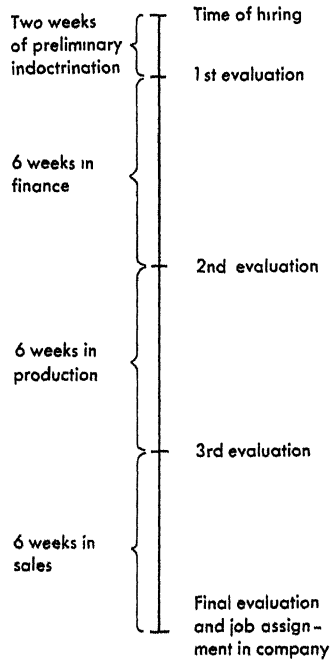 Two weeks
of preliminary
indoctrination
Time of hiring
1st evaluation
6 weeks in
finance
2nd evaluation
6 weeks in
production
3rd evaluation
6 weeks in
sales
Final evaluation
and job assign-
ment in company